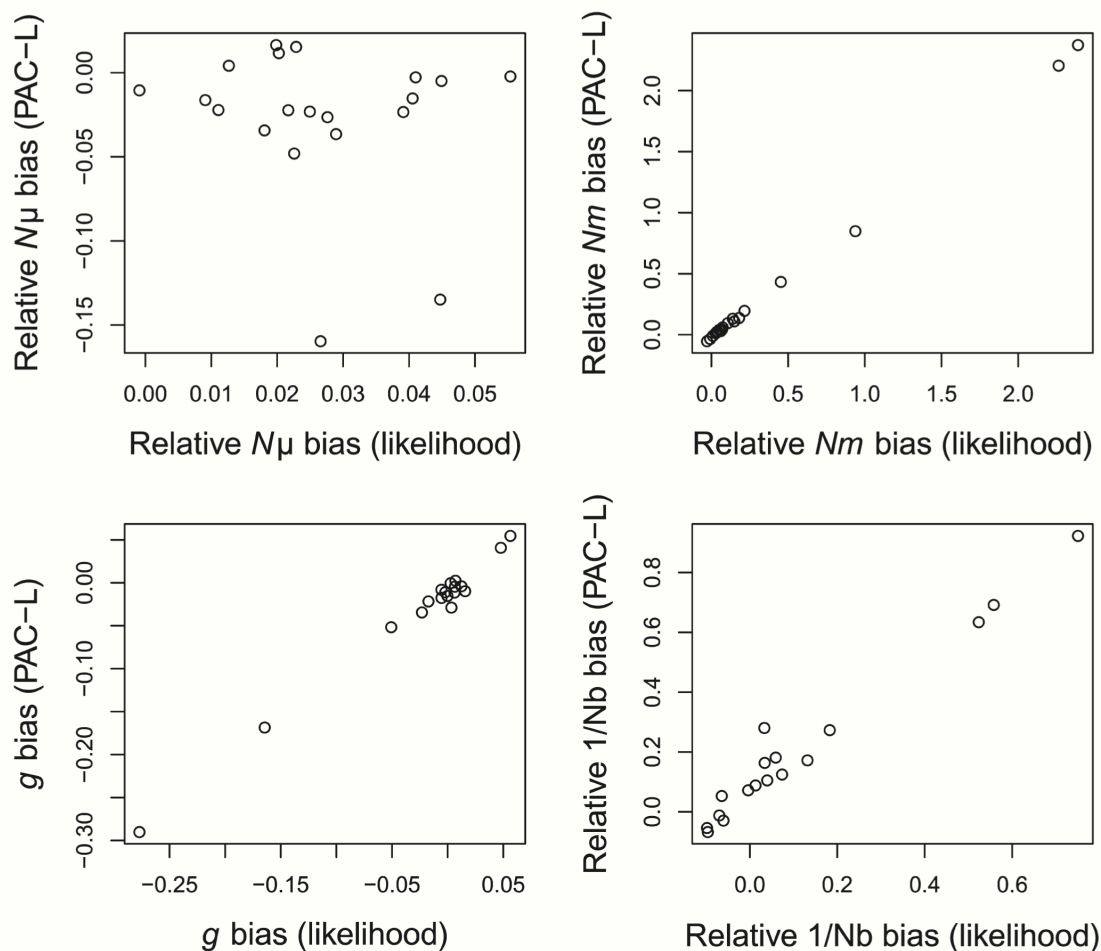 Relative Nμ bias (PAC−L)
0.00
−0.05
−0.10
−0.15
0.00 0.01 0.02 0.03 0.04 0.05
Relative Nμ bias (likelihood)
Relative Nm bias (PAC−L)
2.0
1.5
1.0
0.5
0.0
0.0 0.5 1.0 1.5 2.0
Relative Nm bias (likelihood)
g bias (PAC−L)
0.00
−0.10
−0.20
−0.30
−0.25 −0.15 −0.05 0.05
g bias (likelihood)
Relative 1/Nb bias (PAC−L)
0.8
0.6
0.4
0.2
0.0
0.0 0.2 0.4 0.6
Relative 1/Nb bias (likelihood)